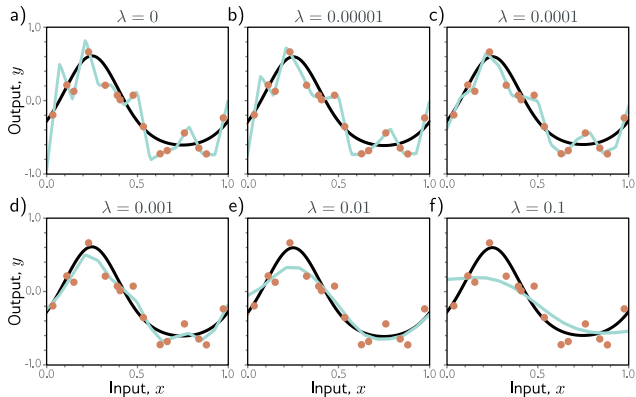 a) λ = 0
b) λ = 0.00001
c) λ = 0.0001
1.0
Output, y
0.0
-1.0
0.0 0.5 1.0
0.0 0.5 1.0
0.0 0.5 1.0
d) λ = 0.001
e) λ = 0.01
f) λ = 0.1
1.0
Output, y
0.0
-1.0
0.0 0.5 1.0
0.0 0.5 1.0
0.0 0.5 1.0
Input, x
Input, x
Input, x